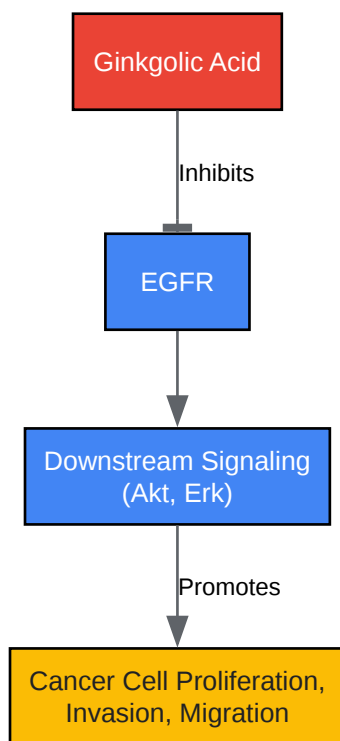 Ginkgolic Acid
Inhibits
EGFR
Downstream Signaling
(Akt, Erk)
Promotes
Cancer Cell Proliferation,
Invasion, Migration